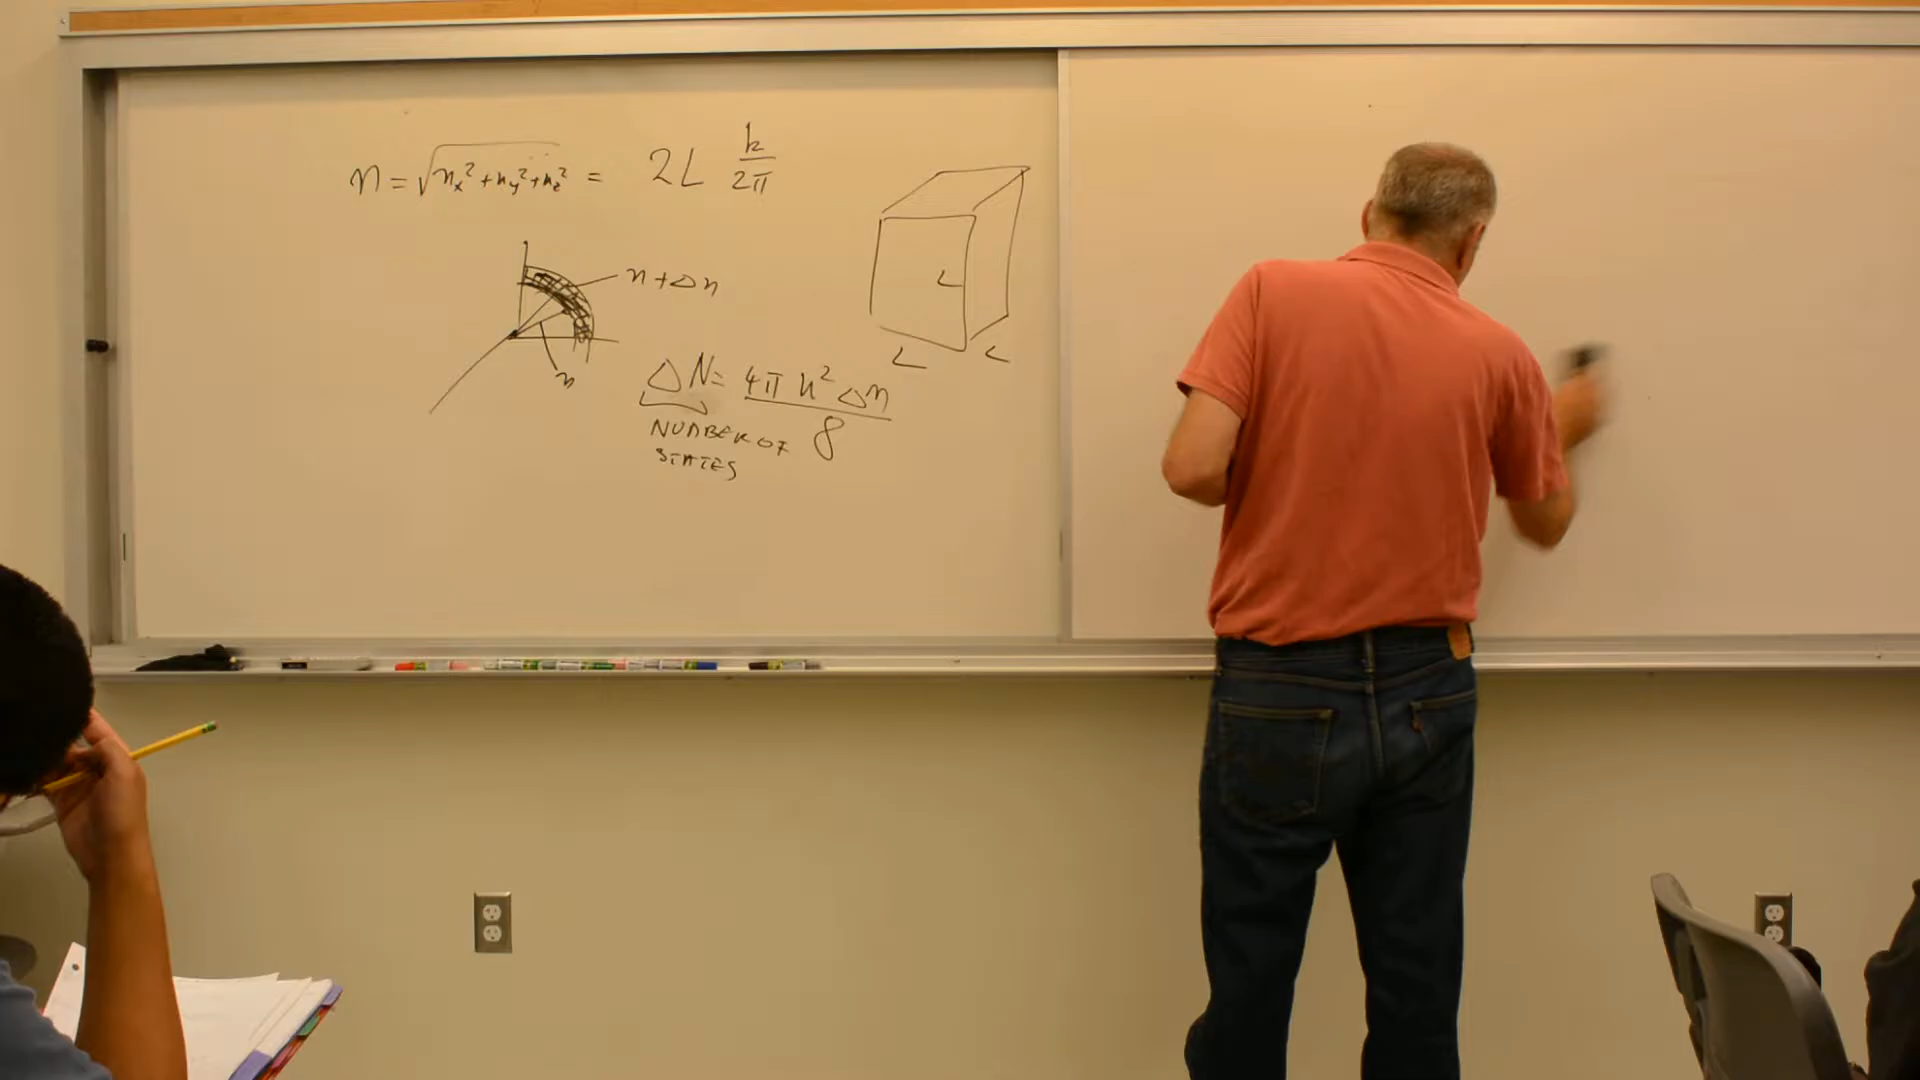 n = √nx² + ny² + nz² = 2L k/2π
n + Δn
n
L
L L
ΔN = 4π n² Δn / 8
NUMBER OF
STATES